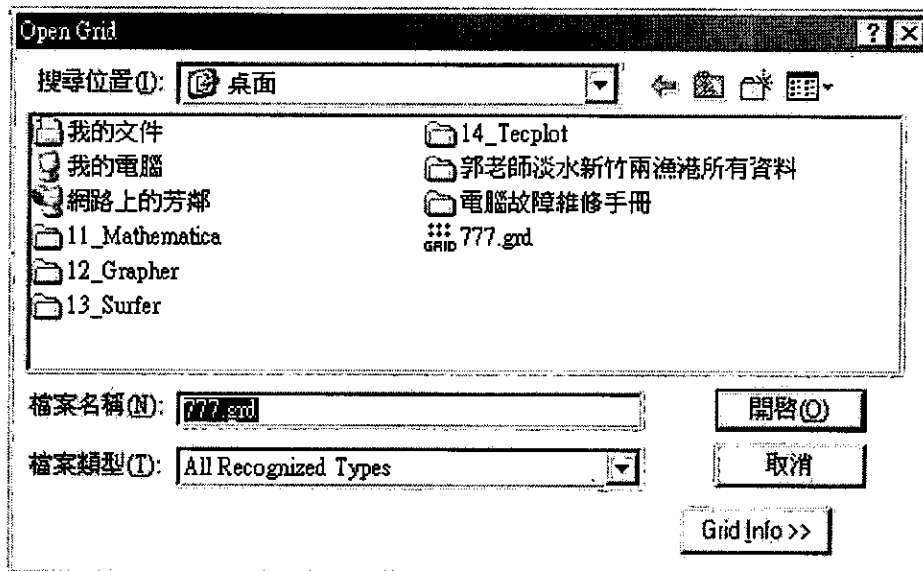 Open Grid
搜尋位置(I): 桌面
我的文件
我的電腦
網路上的芳鄰
11_Mathematica
12_Grapher
13_Surfer
14_Tecplot
郭老師淡水新竹兩漁港所有資料
電腦故障維修手冊
GRID 777.grd
檔案名稱(N): 777.grd
開啓(O)
檔案類型(T): All Recognized Types
取消
Grid Info >>